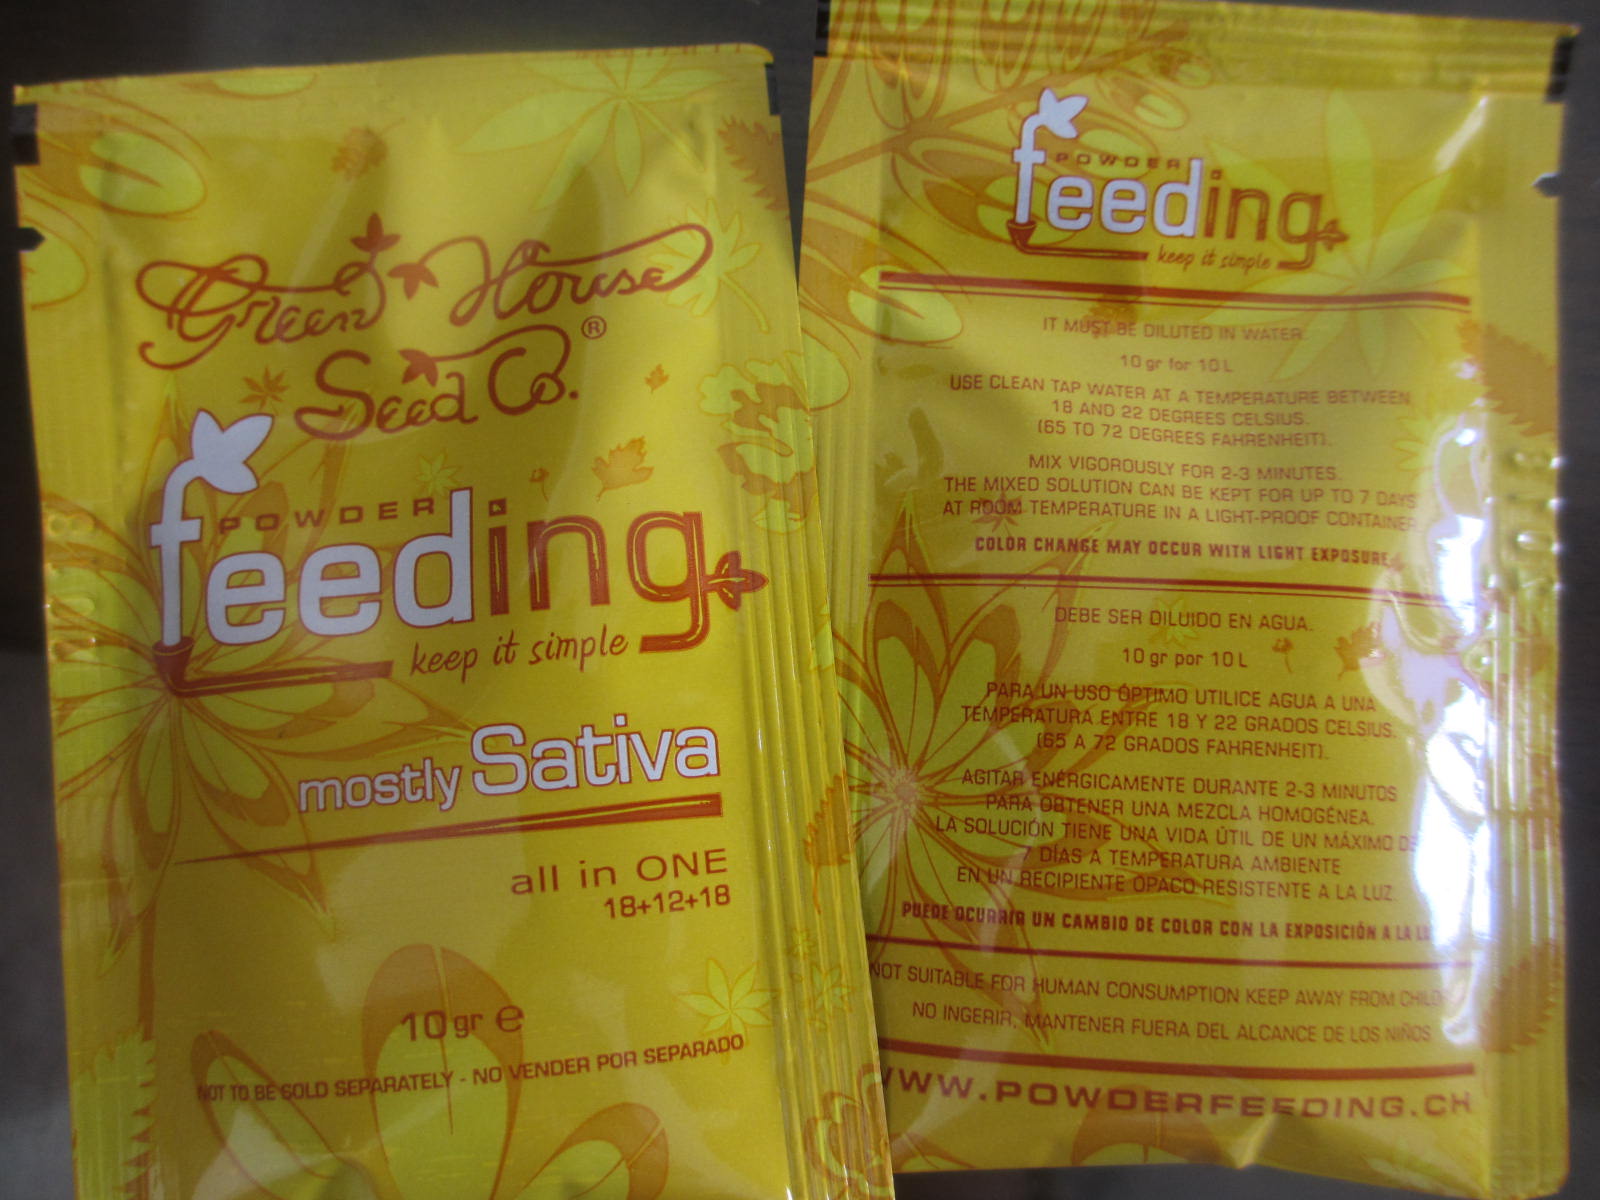 Green House
Seed Co.®
POWDER
feeding
keep it simple
mostly Sativa
all in ONE
18+12+18
10gr e
NOT TO BE SOLD SEPARATELY - NO VENDER POR SEPARADO
POWDER
feeding
keep it simple
IT MUST BE DILUTED IN WATER.
10 gr for 10 L
USE CLEAN TAP WATER AT A TEMPERATURE BETWEEN
18 AND 22 DEGREES CELSIUS.
(65 TO 72 DEGREES FAHRENHEIT).
MIX VIGOROUSLY FOR 2-3 MINUTES.
THE MIXED SOLUTION CAN BE KEPT FOR UP TO 7 DAYS
AT ROOM TEMPERATURE IN A LIGHT-PROOF CONTAINER
COLOR CHANGE MAY OCCUR WITH LIGHT EXPOSURE.
DEBE SER DILUIDO EN AGUA.
10 gr por 10 L
PARA UN USO ÓPTIMO UTILICE AGUA A UNA
TEMPERATURA ENTRE 18 Y 22 GRADOS CELSIUS.
(65 A 72 GRADOS FAHRENHEIT).
AGITAR ENÉRGICAMENTE DURANTE 2-3 MINUTOS
PARA OBTENER UNA MEZCLA HOMOGÉNEA.
LA SOLUCIÓN TIENE UNA VIDA ÚTIL DE UN MÁXIMO DE
7 DÍAS A TEMPERATURA AMBIENTE
EN UN RECIPIENTE OPACO RESISTENTE A LA LUZ.
PUEDE OCURRIR UN CAMBIO DE COLOR CON LA EXPOSICIÓN A LA
NOT SUITABLE FOR HUMAN CONSUMPTION KEEP AWAY FROM
NO INGERIR, MANTENER FUERA DEL ALCANCE DE LOS NIÑOS
WWW.POWDERFEEDING.CH